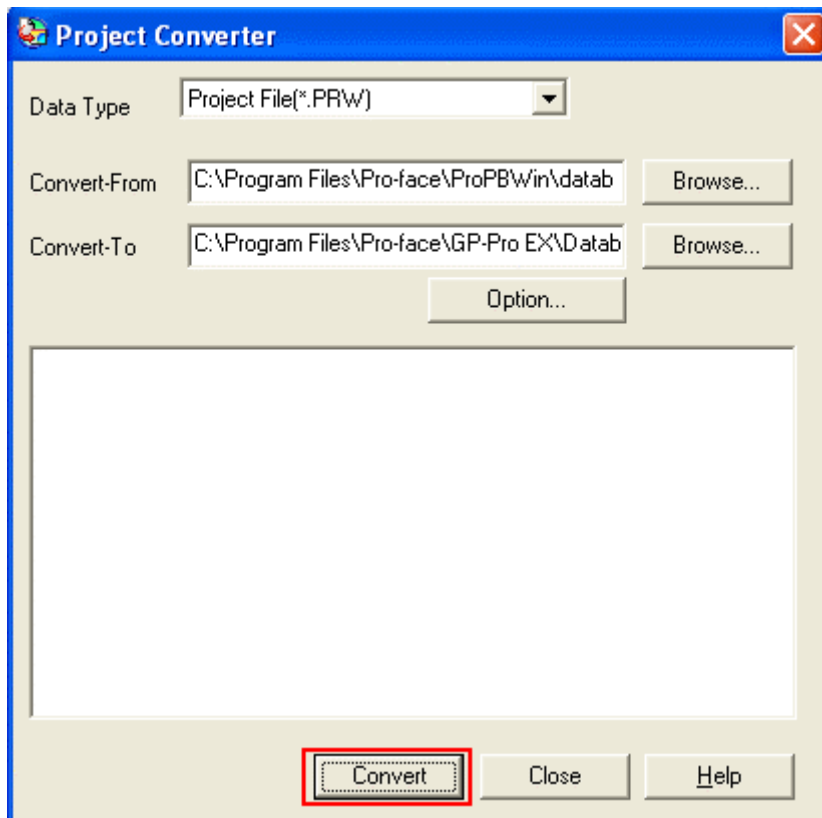 Project Converter
Data Type Project File(*.PRW)
Convert-From C:\Program Files\Pro-face\ProPBWin\datab Browse...
Convert-To C:\Program Files\Pro-face\GP-Pro EX\Datab Browse...
Option...
Convert Close Help